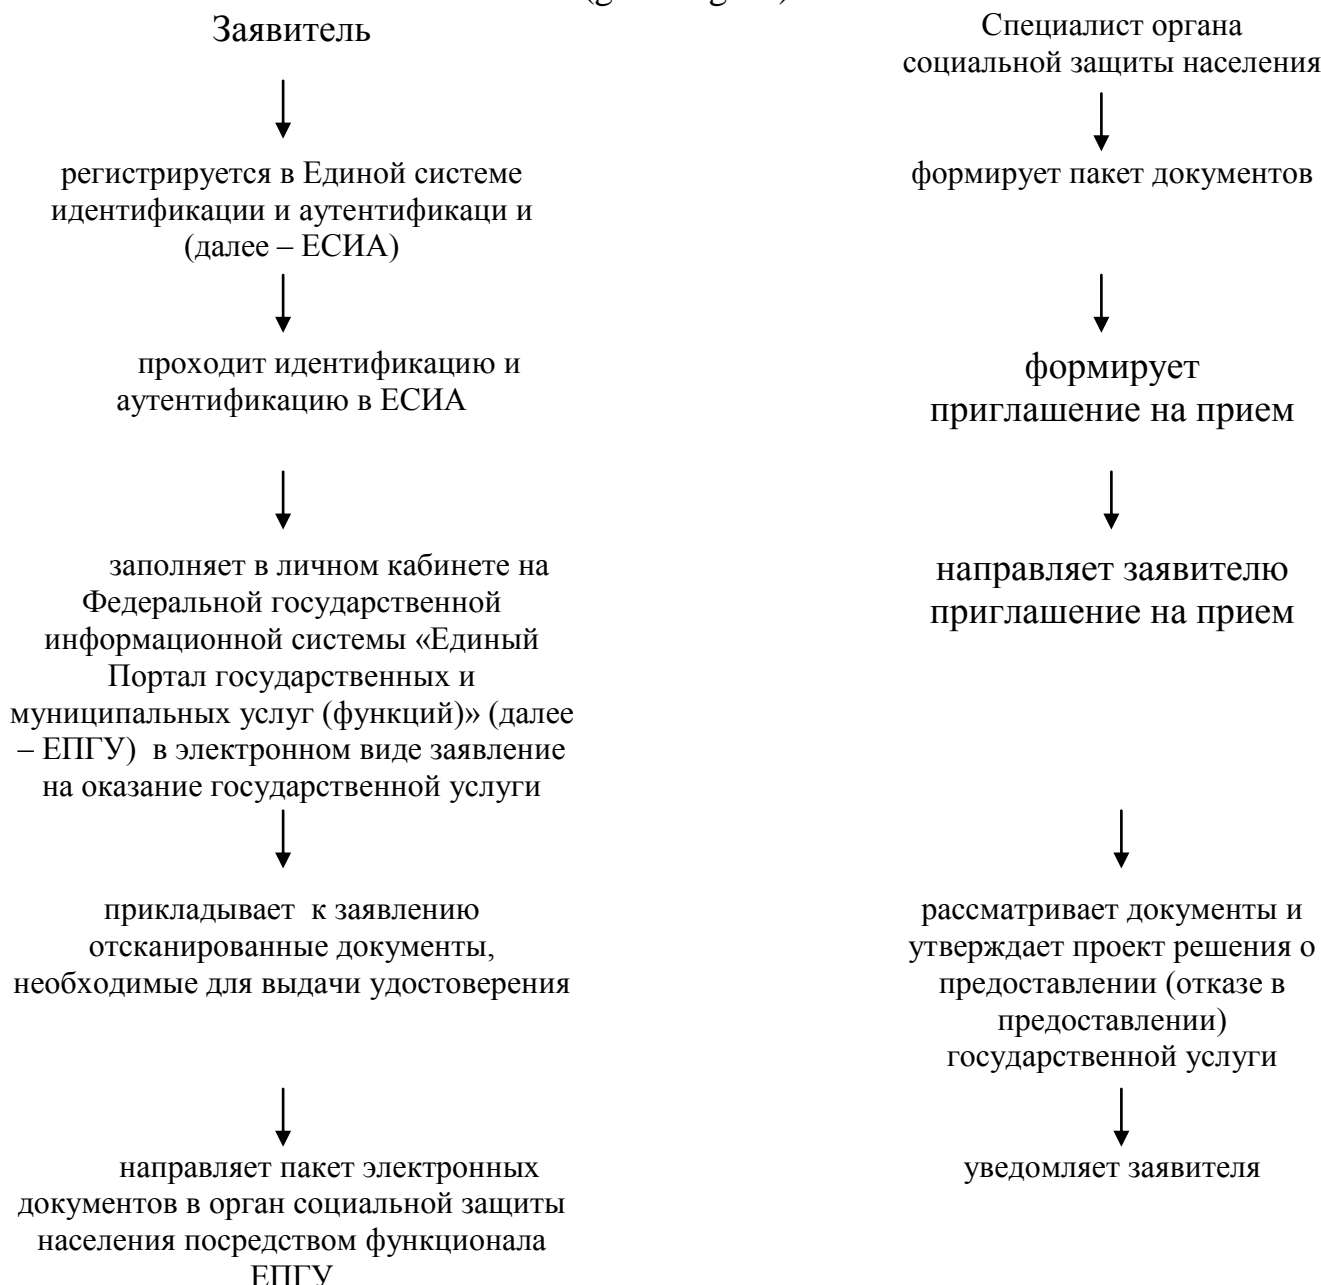 Заявитель
регистрируется в Единой системе
идентификации и аутентификаци и
(далее – ЕСИА)
проходит идентификацию и
аутентификацию в ЕСИА
заполняет в личном кабинете на
Федеральной государственной
информационной системы «Единый
Портал государственных и
муниципальных услуг (функций)» (далее
– ЕПГУ) в электронном виде заявление
на оказание государственной услуги
прикладывает к заявлению
отсканированные документы,
необходимые для выдачи удостоверения
направляет пакет электронных
документов в орган социальной защиты
населения посредством функционала
ЕПГУ
Специалист органа
социальной защиты населения
формирует пакет документов
формирует
приглашение на прием
направляет заявителю
приглашение на прием
рассматривает документы и
утверждает проект решения о
предоставлении (отказе в
предоставлении)
государственной услуги
уведомляет заявителя